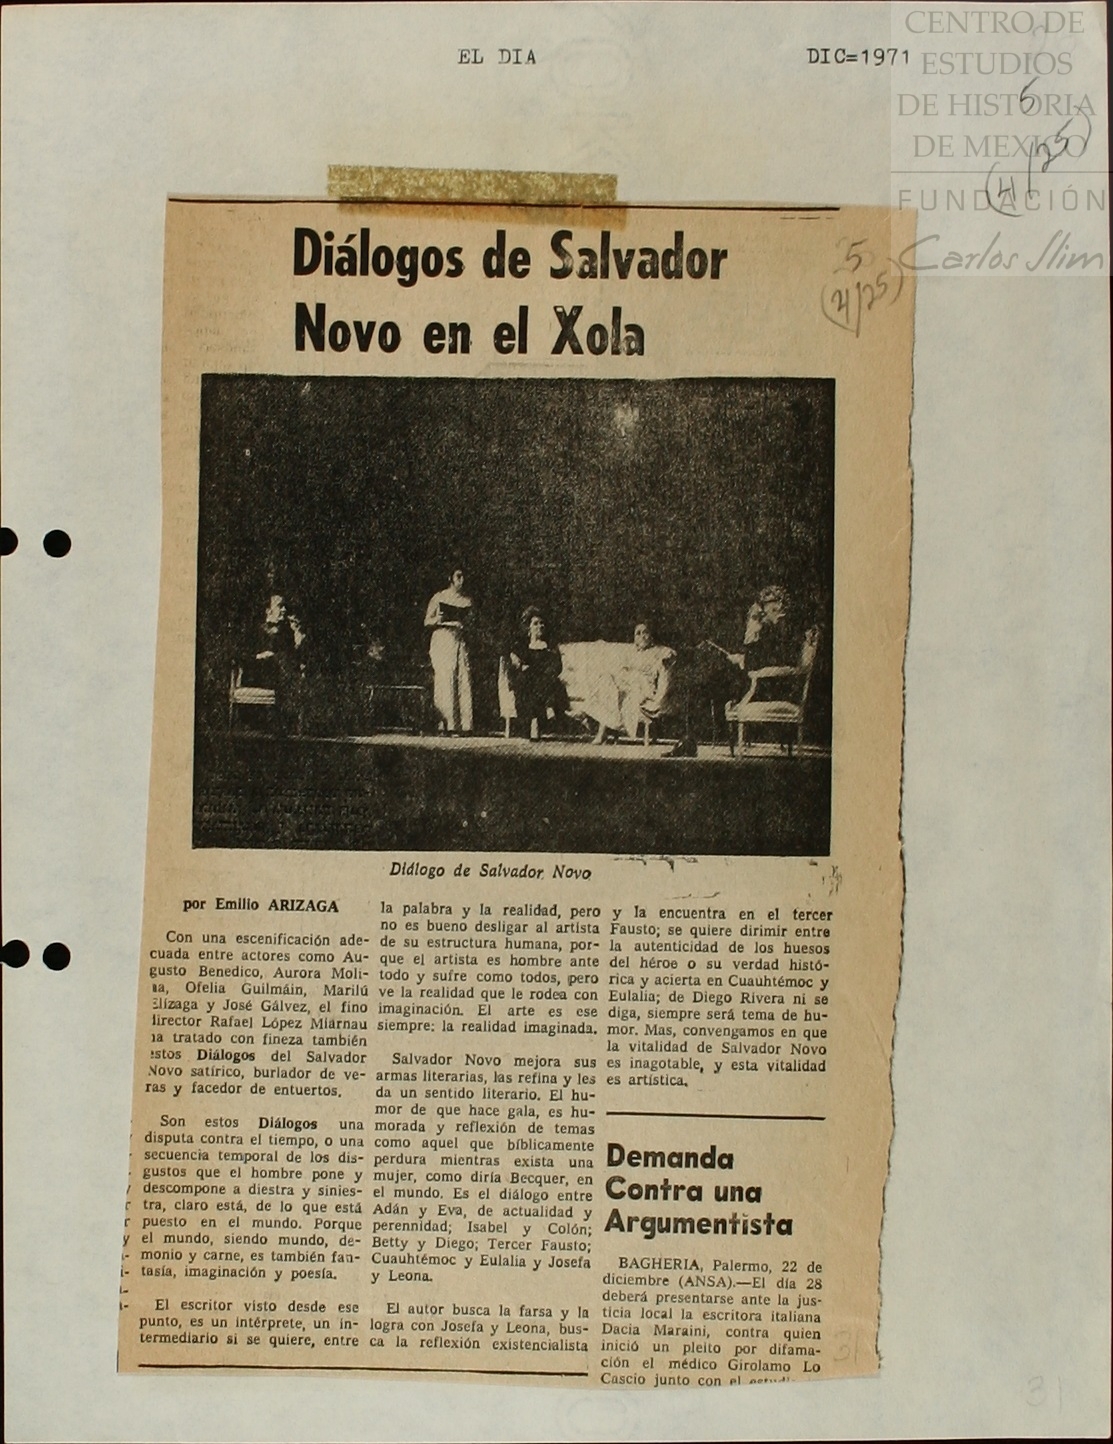 EL DIA
DIC=1971
CENTRO DE
ESTUDIOS
DE HISTORIA
DE MEXICO
FUNDACIÓN
Carlos Slim
5
(4/25)
5
(4/25)
Diálogos de Salvador
Novo en el Xola
Diálogo de Salvador Novo
por Emilio ARIZAGA
Con una escenificación ade-
cuada entre actores como Au-
gusto Benedico, Aurora Moli-
na, Ofelia Guilmáin, Marilú
Elizaga y José Gálvez, el fino
director Rafael López Miarnau
ha tratado con fineza también
estos Diálogos del Salvador
Novo satírico, burlador de ve-
ras y facedor de entuertos.
Son estos Diálogos una
disputa contra el tiempo, o una
secuencia temporal de los dis-
gustos que el hombre pone y
descompone a diestra y sinies-
tra, claro está, de lo que está
puesto en el mundo. Porque
el mundo, siendo mundo, de-
monio y carne, es también fan-
tasía, imaginación y poesía.
El escritor visto desde ese
punto, es un intérprete, un in-
termediario si se quiere, entre
la palabra y la realidad, pero
no es bueno desligar al artista
de su estructura humana, por-
que el artista es hombre ante
todo y sufre como todos, pero
ve la realidad que le rodea con
imaginación. El arte es ese
siempre: la realidad imaginada.
Salvador Novo mejora sus
armas literarias, las refina y les
da un sentido literario. El hu-
mor de que hace gala, es hu-
morada y reflexión de temas
como aquel que bíblicamente
perdura mientras exista una
mujer, como diría Becquer, en
el mundo. Es el diálogo entre
Adán y Eva, de actualidad y
perennidad; Isabel y Colón;
Betty y Diego; Tercer Fausto;
Cuauhtémoc y Eulalia y Josefa
y Leona.
El autor busca la farsa y la
logra con Josefa y Leona, bus-
ca la reflexión existencialista
y la encuentra en el tercer
Fausto; se quiere dirimir entre
la autenticidad de los huesos
del héroe o su verdad histó-
rica y acierta en Cuauhtémoc y
Eulalia; de Diego Rivera ni se
diga, siempre será tema de hu-
mor. Mas, convengamos en que
la vitalidad de Salvador Novo
es inagotable, y esta vitalidad
es artística.
Demanda
Contra una
Argumentista
BAGHERIA, Palermo, 22 de
diciembre (ANSA).—El día 28
deberá presentarse ante la jus-
ticia local la escritora italiana
Dacia Maraini, contra quien
inició un pleito por difama-
ción el médico Girolamo Lo
Cascio junto con el
31